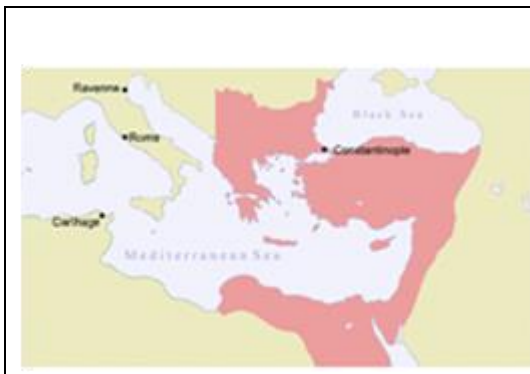 Ravenna
Black Sea
Rome
Constantinople
Carthage
Mediterranean Sea